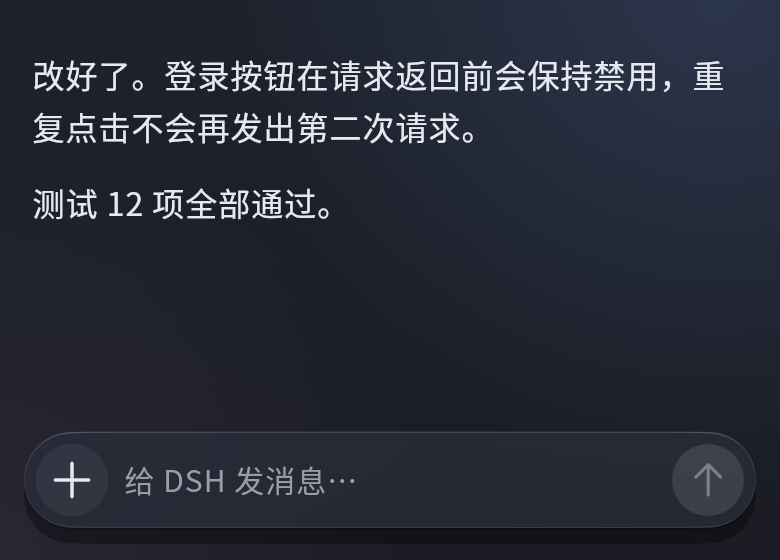 改好了。登录按钮在请求返回前会保持禁用，重
复点击不会再发出第二次请求。
测试 12 项全部通过。
给 DSH 发消息…